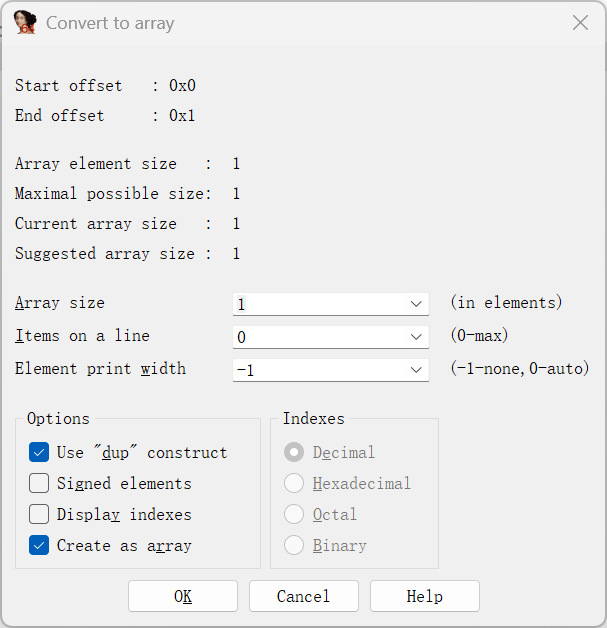 Convert to array
Start offset : 0x0
End offset : 0x1
Array element size : 1
Maximal possible size: 1
Current array size : 1
Suggested array size : 1
Array size 1 (in elements)
Items on a line 0 (0-max)
Element print width -1 (-1-none,0-auto)
Options
Use "dup" construct
Signed elements
Display indexes
Create as array
Indexes
Decimal
Hexadecimal
Octal
Binary
OK Cancel Help